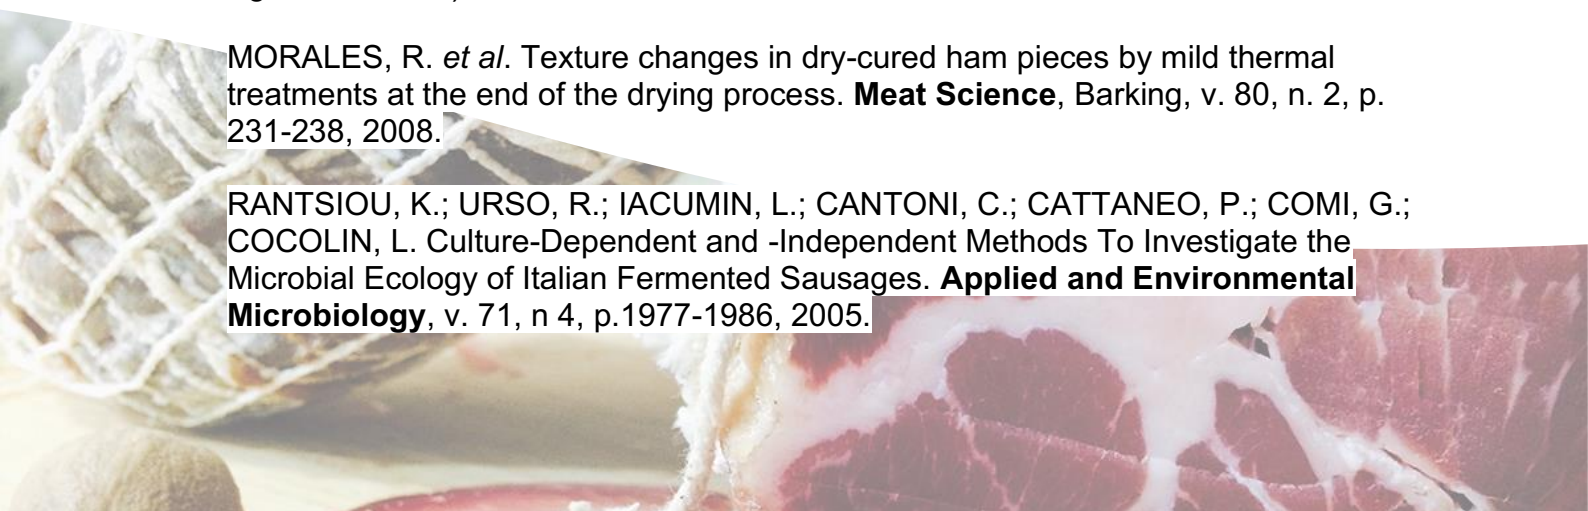 MORALES, R. et al. Texture changes in dry-cured ham pieces by mild thermal
treatments at the end of the drying process. Meat Science, Barking, v. 80, n. 2, p.
231-238, 2008.
RANTSIOU, K.; URSO, R.; IACUMIN, L.; CANTONI, C.; CATTANEO, P.; COMI, G.;
COCOLIN, L. Culture-Dependent and -Independent Methods To Investigate the
Microbial Ecology of Italian Fermented Sausages. Applied and Environmental
Microbiology, v. 71, n 4, p.1977-1986, 2005.